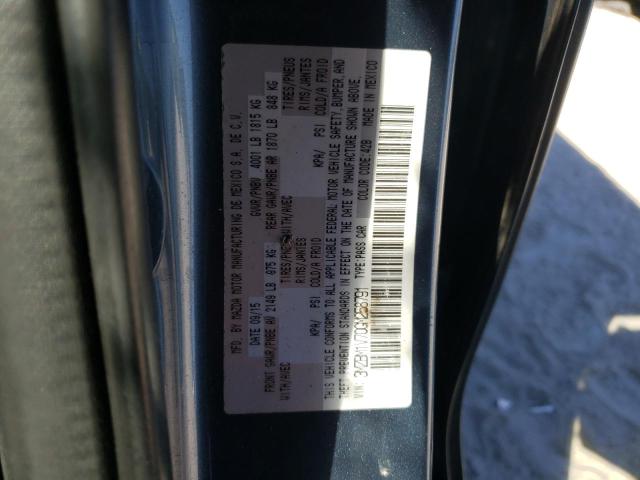 MFD. BY MAZDA MOTOR MANUFACTURING DE MEXICO S.A. DE C.V.
DATE 09/15 GVWR/PNBV 4001 LB 1815 KG
FRONT GAWR/PNBE AV 2149 LB 975 KG REAR GAWR/PNBE AR 1870 LB 848 KG
WITH/AVEC TIRES/PNEUS WITH/AVEC TIRES/PNEUS
RIMS/JANTES RIMS/JANTES
KPA/ PSI COLD/A FROID KPA/ PSI COLD/A FROID
THIS VEHICLE CONFORMS TO ALL APPLICABLE FEDERAL MOTOR VEHICLE SAFETY, BUMPER, AND
THEFT PREVENTION STANDARDS IN EFFECT ON THE DATE OF MANUFACTURE SHOWN ABOVE.
VIN: TYPE:PASS CAR COLOR CODE:42B MADE IN MEXICO